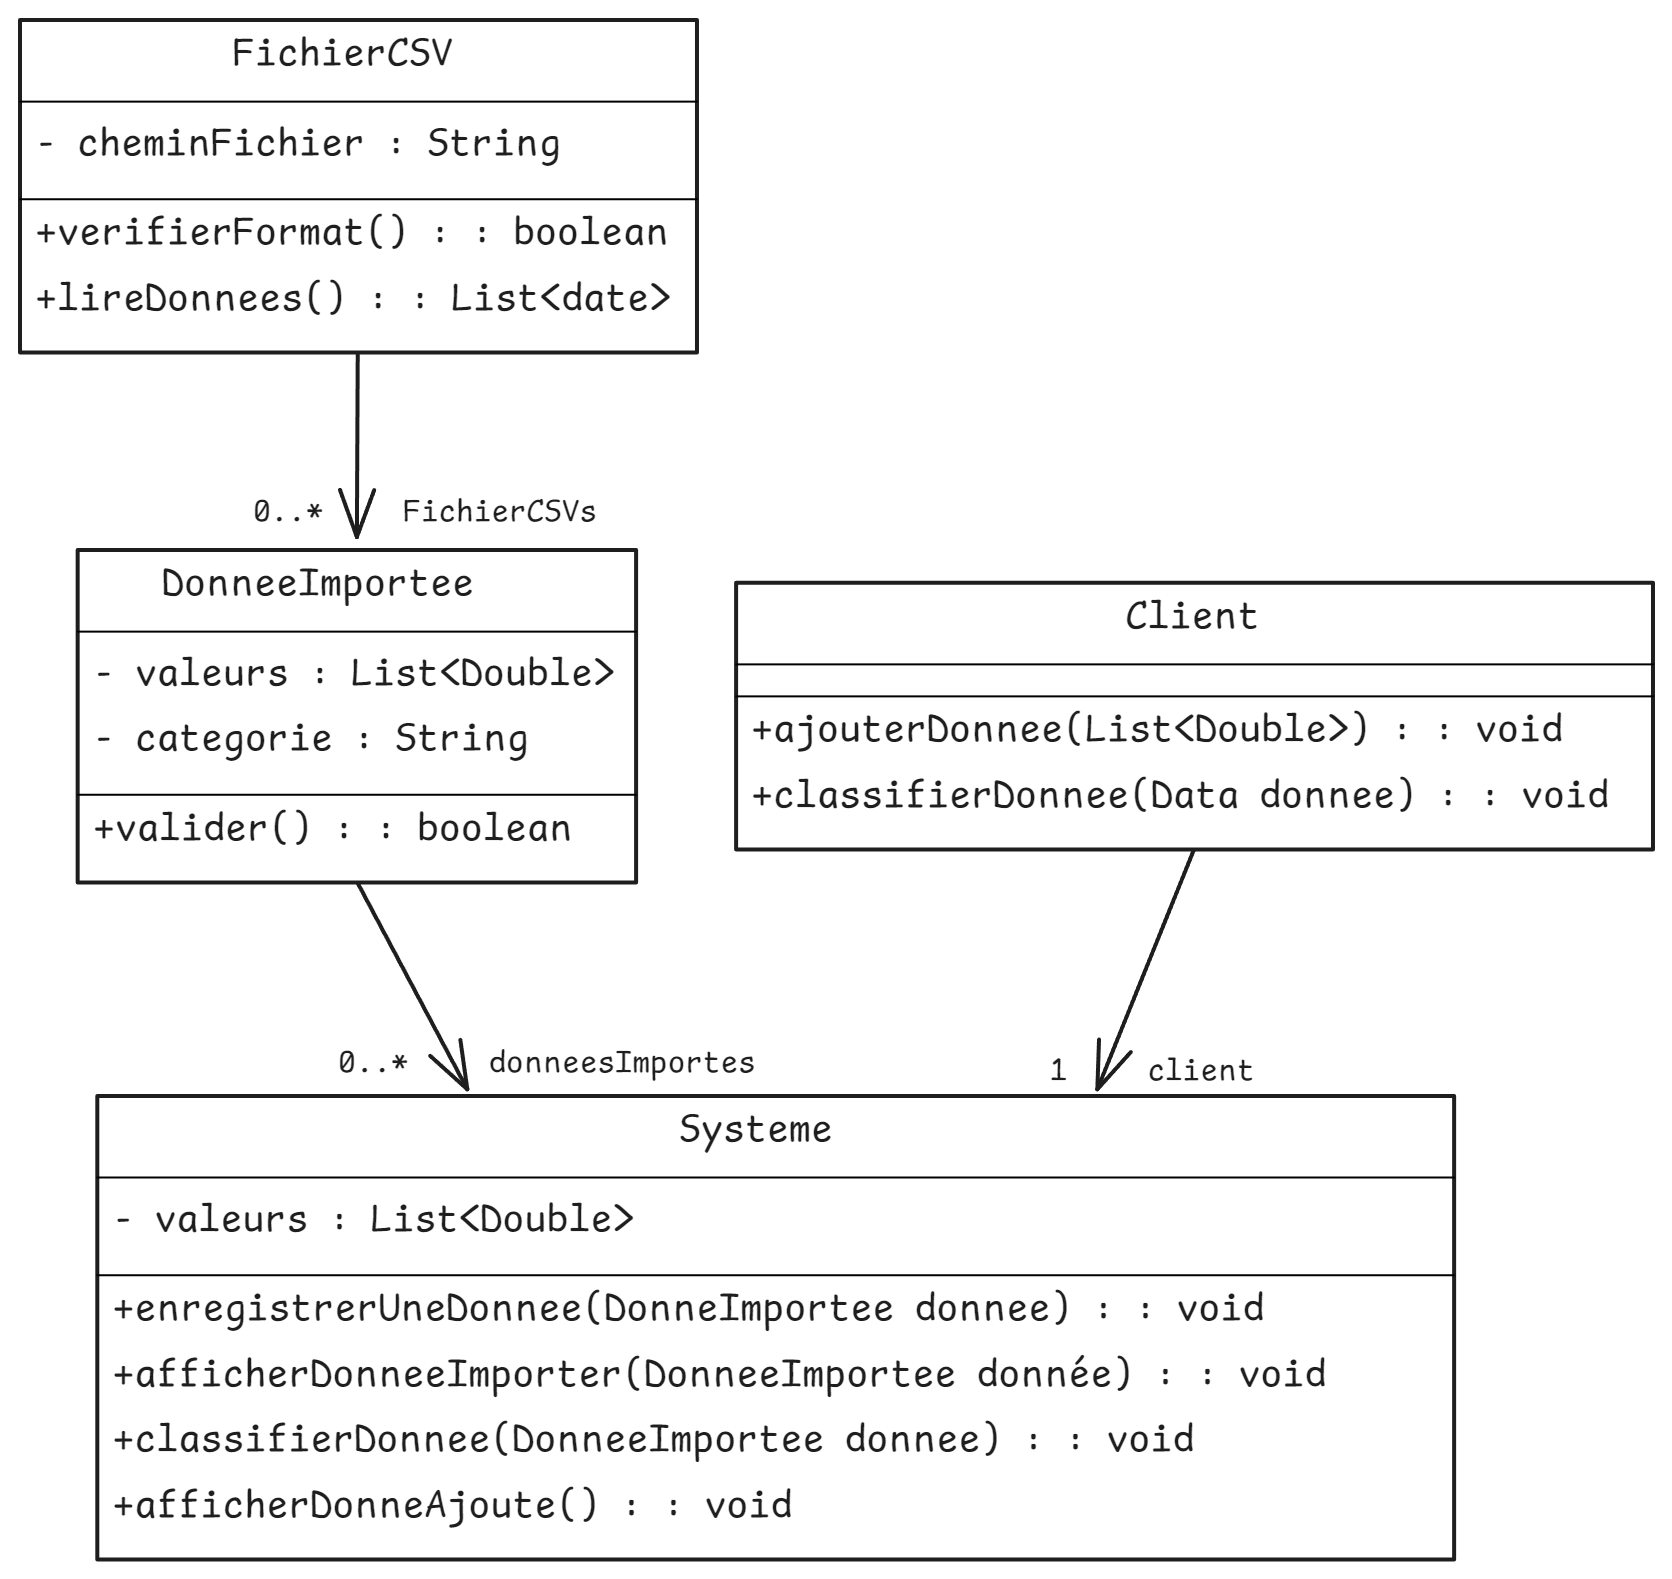 FichierCSV
- cheminFichier : String
+verifierFormat() : : boolean
+lireDonnees() : : List<date>
0..* FichierCSVs
DonneeImportee
- valeurs : List<Double>
- categorie : String
+valider() : : boolean
Client
+ajouterDonnee(List<Double>) : : void
+classifierDonnee(Data donnee) : : void
0..* donneesImportes
1 client
Systeme
- valeurs : List<Double>
+enregistrerUneDonnee(DonneImportee donnee) : : void
+afficherDonneeImporter(DonneeImportee donnée) : : void
+classifierDonnee(DonneeImportee donnee) : : void
+afficherDonneAjoute() : : void